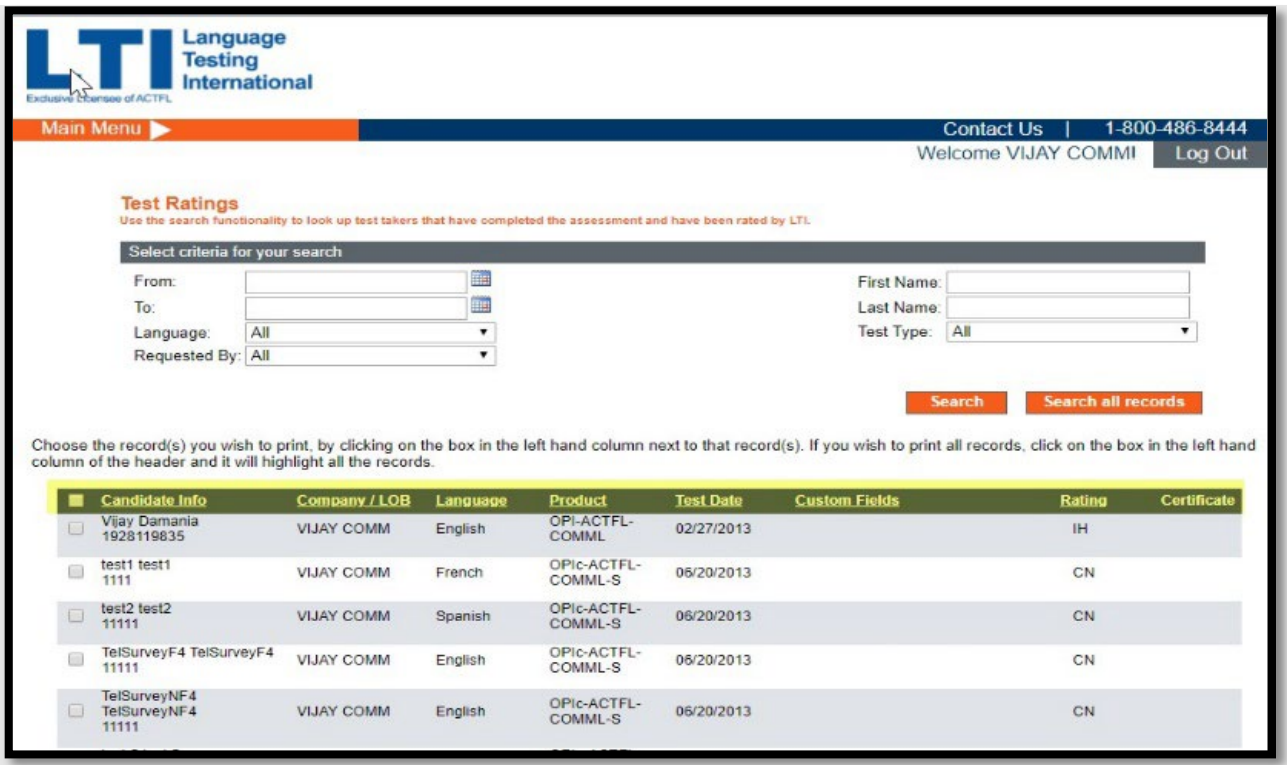 LTI
Language
Testing
International
Exclusive Licensee of ACTFL
Main Menu
Contact Us | 1-800-486-8444
Welcome VIJAY COMM! Log Out
Test Ratings
Use the search functionality to look up test takers that have completed the assessment and have been rated by LTI.
Select criteria for your search
From: First Name:
To: Last Name:
Language: All Test Type: All
Requested By: All
Search Search all records
Choose the record(s) you wish to print, by clicking on the box in the left hand column next to that record(s). If you wish to print all records, click on the box in the left hand
column of the header and it will highlight all the records.
Candidate Info Company / LOB Language Product Test Date Custom Fields Rating Certificate
Vijay Damania
1928119835 VIJAY COMM English OPI-ACTFL-
COMML 02/27/2013 IH
test1 test1
1111 VIJAY COMM French OPIc-ACTFL-
COMML-S 06/20/2013 CN
test2 test2
11111 VIJAY COMM Spanish OPIc-ACTFL-
COMML-S 06/20/2013 CN
TelSurveyF4 TelSurveyF4
11111 VIJAY COMM English OPIc-ACTFL-
COMML-S 06/20/2013 CN
TelSurveyNF4
TelSurveyNF4
11111 VIJAY COMM English OPIc-ACTFL-
COMML-S 06/20/2013 CN